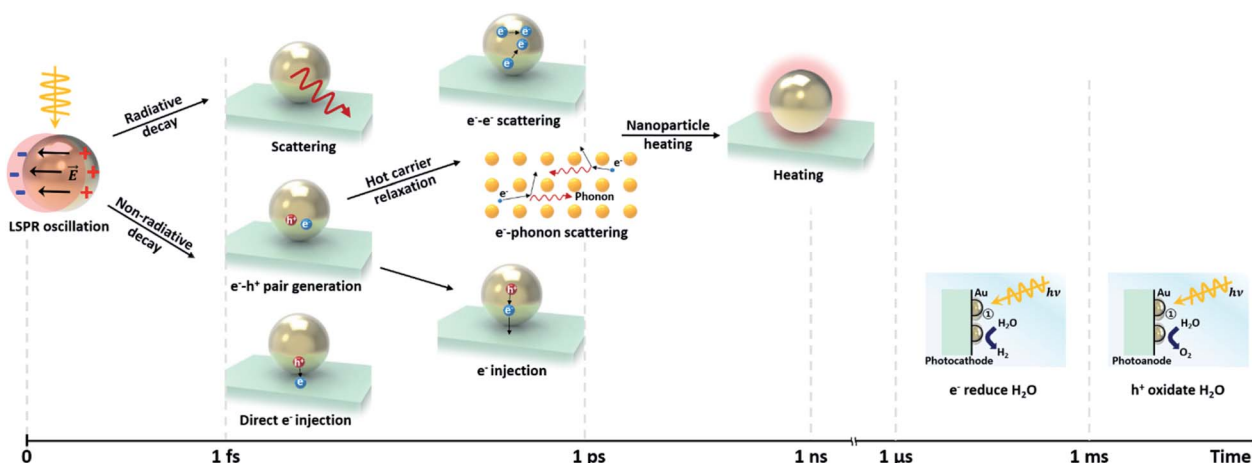 - - -
+ + +
E
LSPR oscillation
Radiative
decay
Non-radiative
decay
Scattering
h⁺ e⁻
e⁻-h⁺ pair generation
h⁺
e⁻
Direct e⁻ injection
Hot carrier
relaxation
e⁻ e⁻
e⁻
e⁻
e⁻-e⁻ scattering
e⁻
e⁻
Phonon
e⁻-phonon scattering
h⁺
e⁻
e⁻ injection
Nanoparticle
heating
Heating
Au
hν
①
H₂O
H₂
Photocathode
e⁻ reduce H₂O
Au
hν
①
H₂O
O₂
Photoanode
h⁺ oxidate H₂O
0 1 fs 1 ps 1 ns 1 µs 1 ms Time